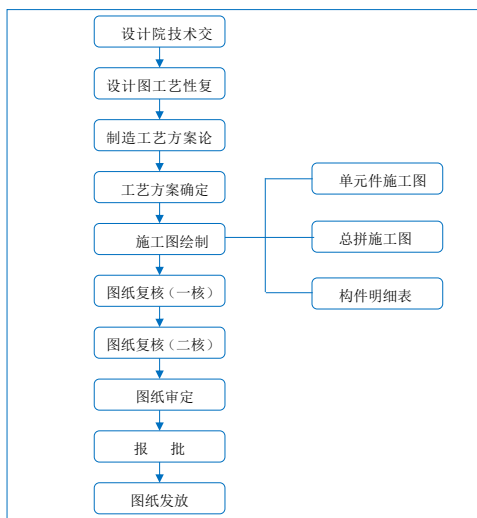 设计院技术交
设计图工艺性复
制造工艺方案论
工艺方案确定
施工图绘制
图纸复核（一核）
图纸复核（二核）
图纸审定
报 批
图纸发放
单元件施工图
总拼施工图
构件明细表